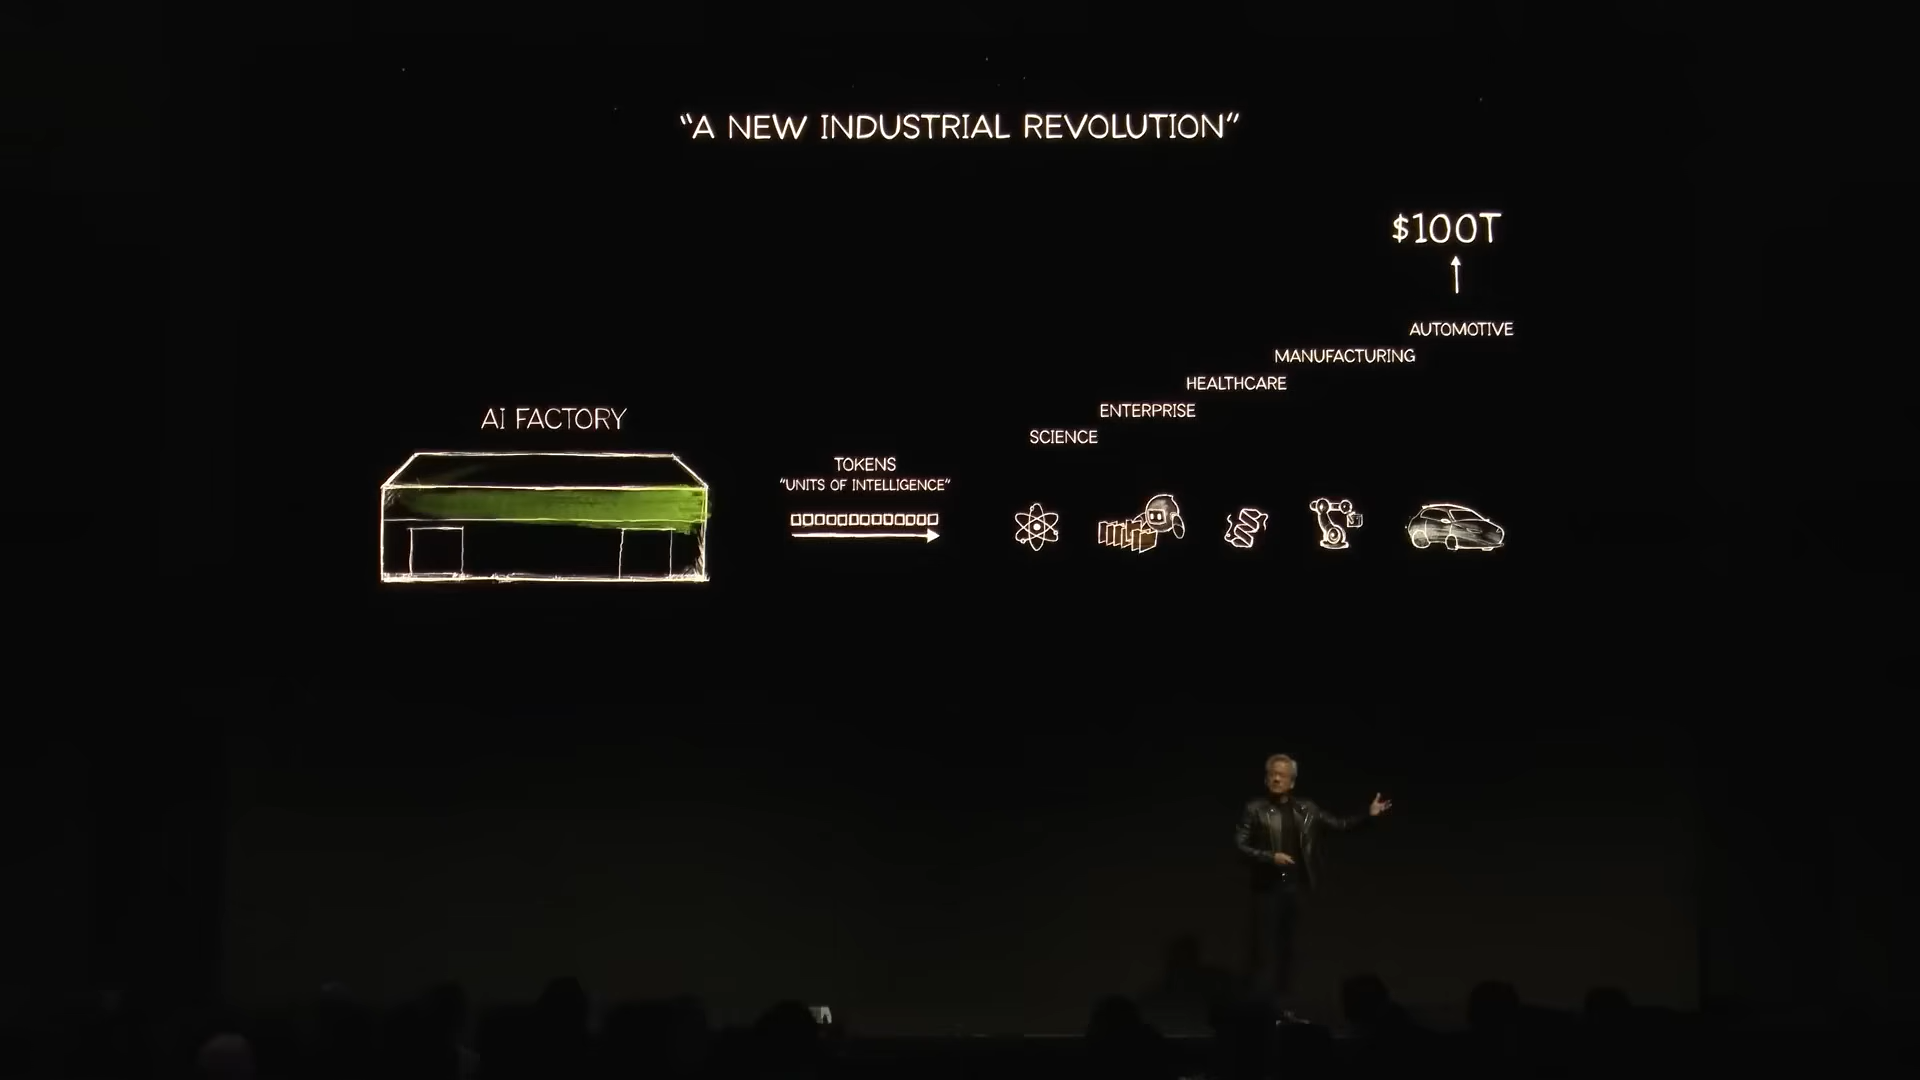 “A NEW INDUSTRIAL REVOLUTION”
$100T
AUTOMOTIVE
MANUFACTURING
HEALTHCARE
ENTERPRISE
SCIENCE
AI FACTORY
TOKENS
“UNITS OF INTELLIGENCE”